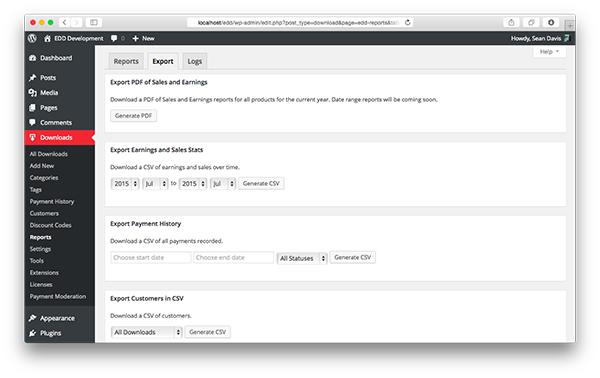 localhost/edd/wp-admin/edit.php?post_type=download&page=edd-reports&tab
EDD Development 0 + New Howdy, Sean Davis
Help
Dashboard
Posts
Media
Pages
Comments
Downloads
All Downloads
Add New
Categories
Tags
Payment History
Customers
Discount Codes
Reports
Settings
Tools
Extensions
Licenses
Payment Moderation
Appearance
Plugins
Reports Export Logs
Export PDF of Sales and Earnings
Download a PDF of Sales and Earnings reports for all products for the current year. Date range reports will be coming soon.
Generate PDF
Export Earnings and Sales Stats
Download a CSV of earnings and sales over time.
2015 Jul to 2015 Jul Generate CSV
Export Payment History
Download a CSV of all payments recorded.
Choose start date Choose end date All Statuses Generate CSV
Export Customers in CSV
Download a CSV of customers.
All Downloads Generate CSV